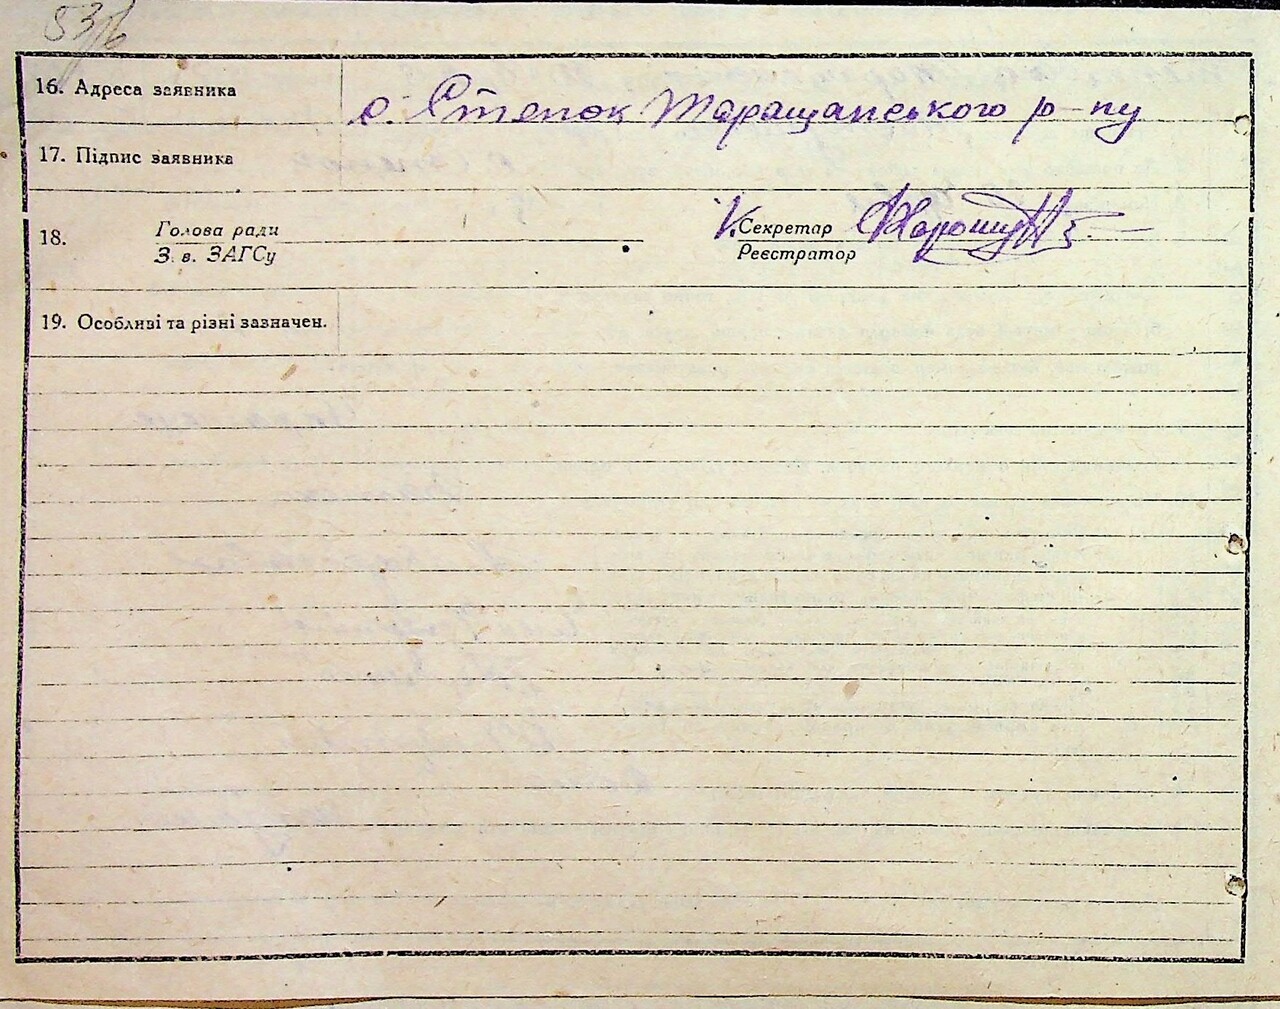 53/6
16. Адреса заявника
с. Степок Таращанського р-ну
17. Підпис заявника
18. Голова ради Секретар
З. в. ЗАГСу Реєстратор
19. Особливі та різні зазначен.